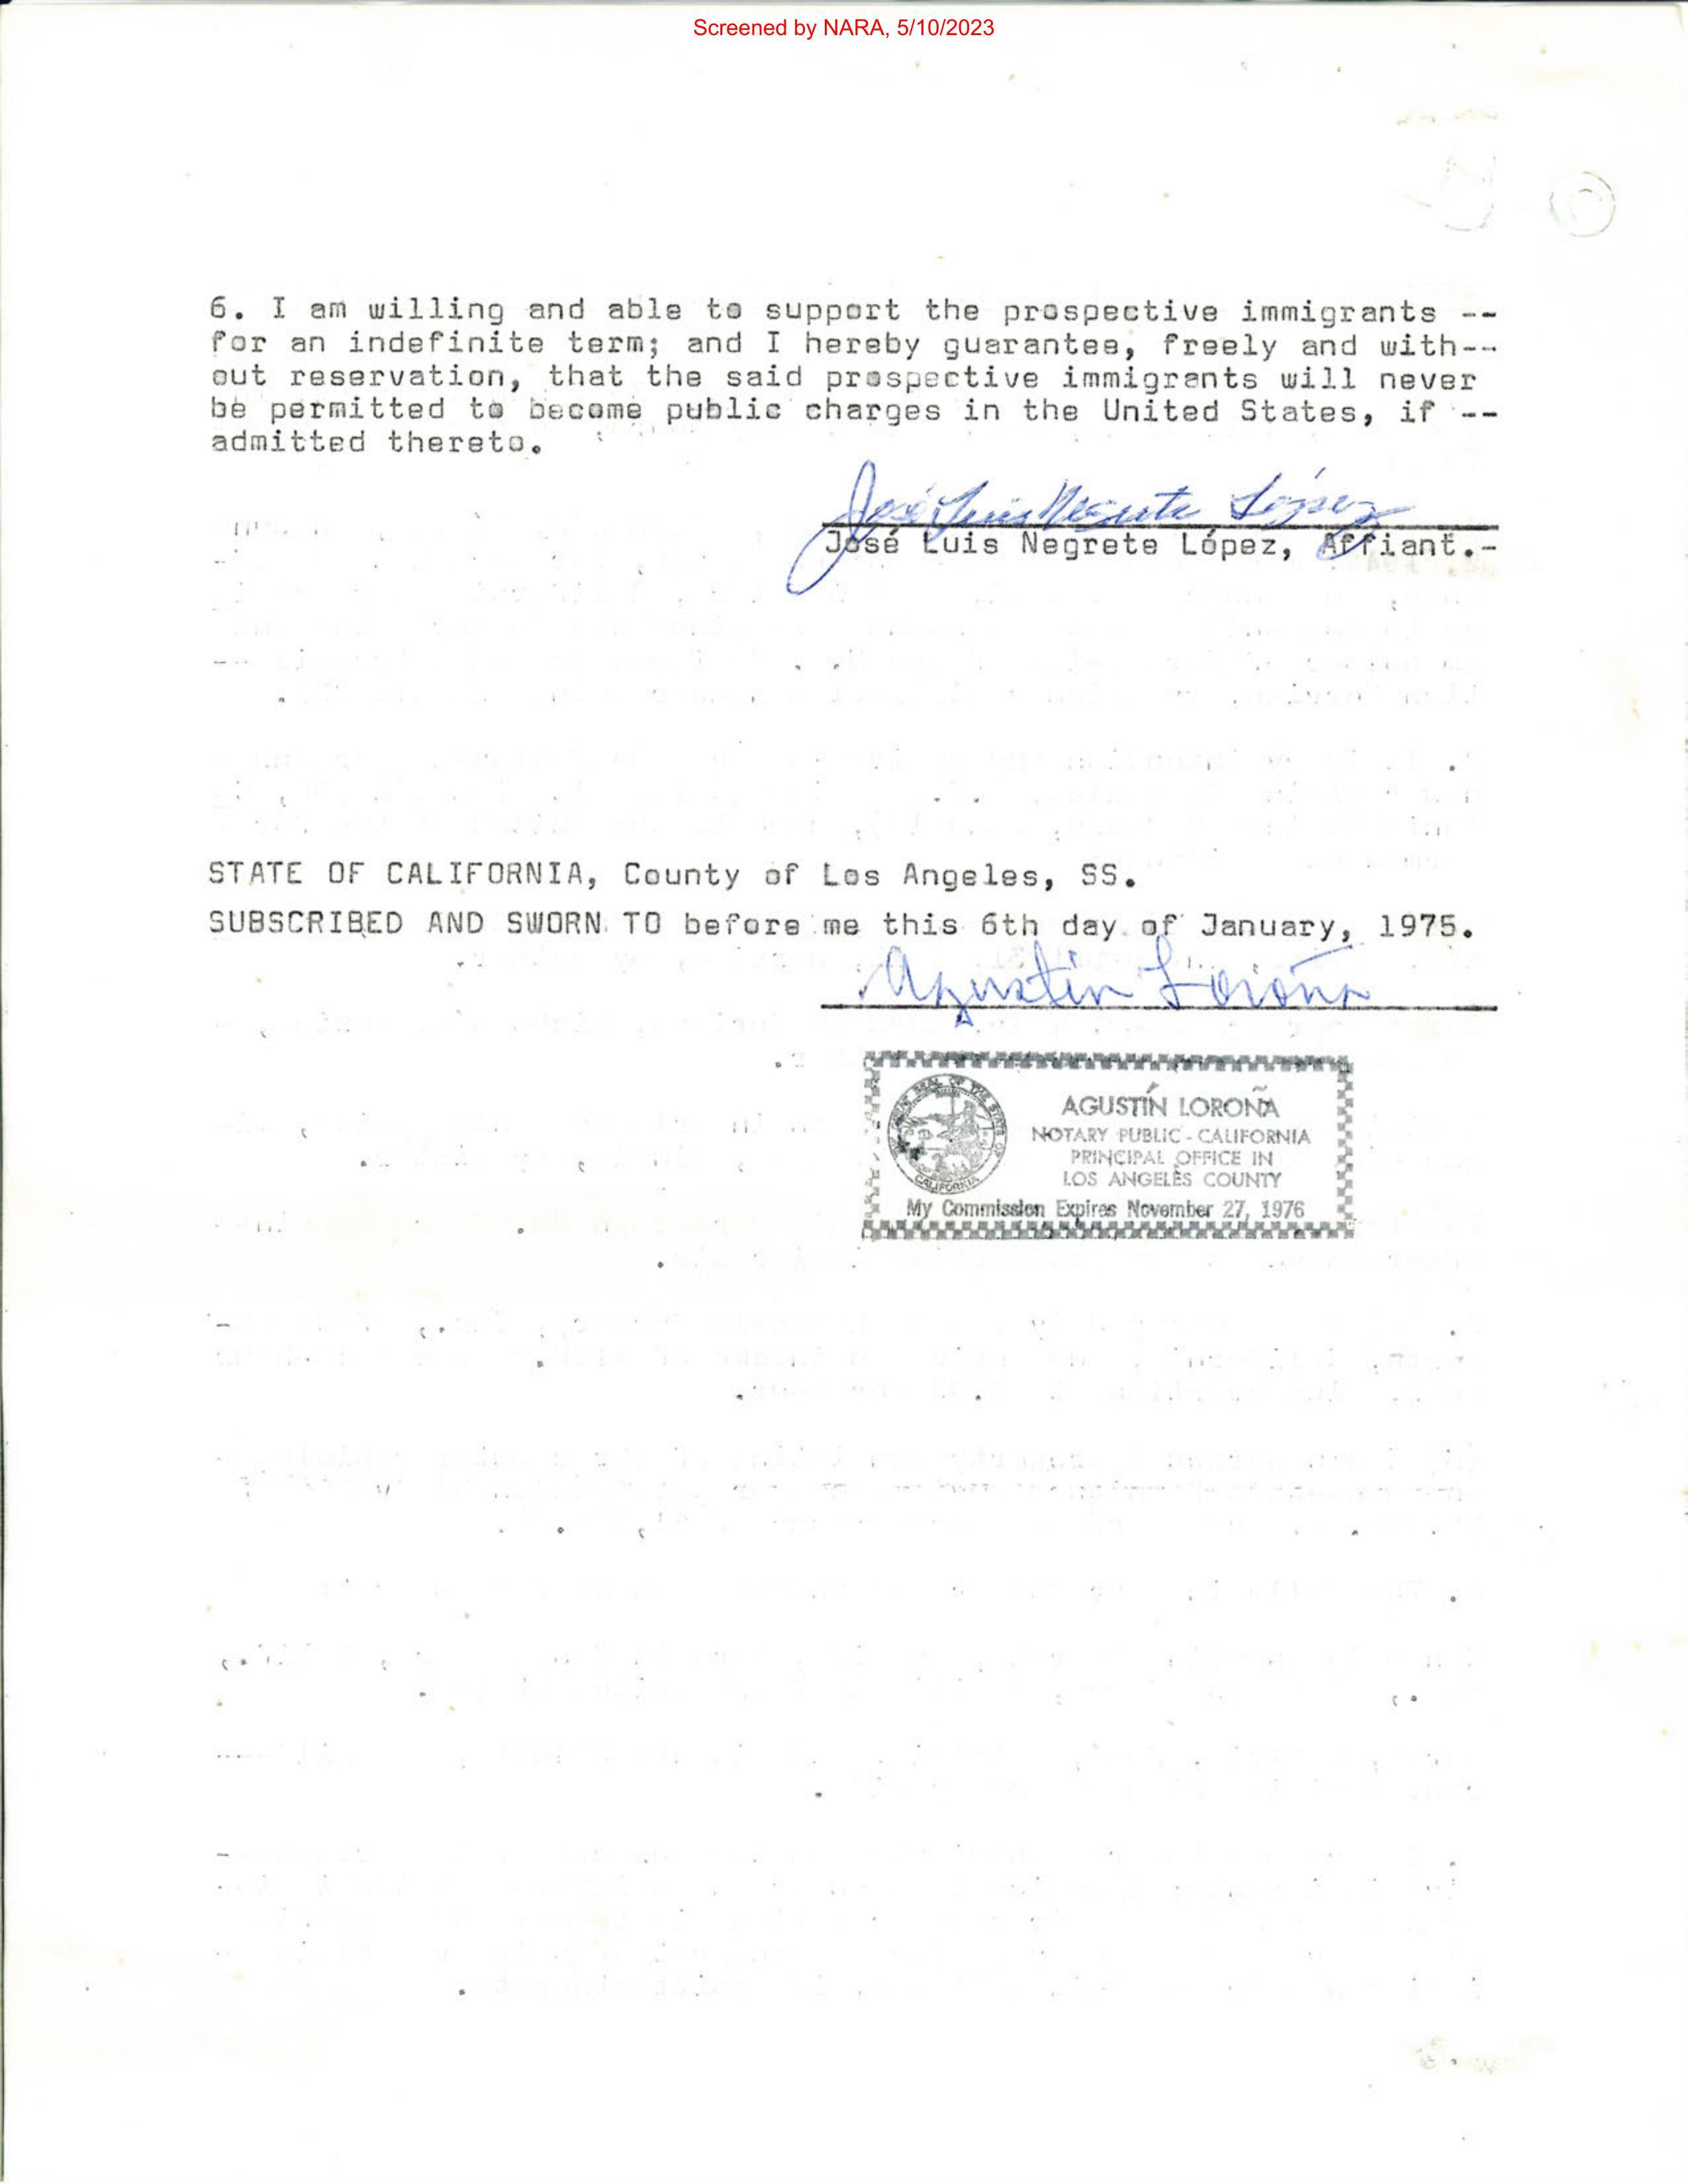 Screened by NARA, 5/10/2023
6. I am willing and able to support the prospective immigrants --
for an indefinite term; and I hereby guarantee, freely and with--
out reservation, that the said prospective immigrants will never
be permitted to become public charges in the United States, if --
admitted thereto.
José Luis Negrete López
José Luis Negrete López, Affiant.-
STATE OF CALIFORNIA, County of Los Angeles, SS.
SUBSCRIBED AND SWORN TO before me this 6th day of January, 1975.
Agustín Loroña
AGUSTÍN LOROÑA
NOTARY PUBLIC - CALIFORNIA
PRINCIPAL OFFICE IN
LOS ANGELES COUNTY
My Commission Expires November 27, 1976